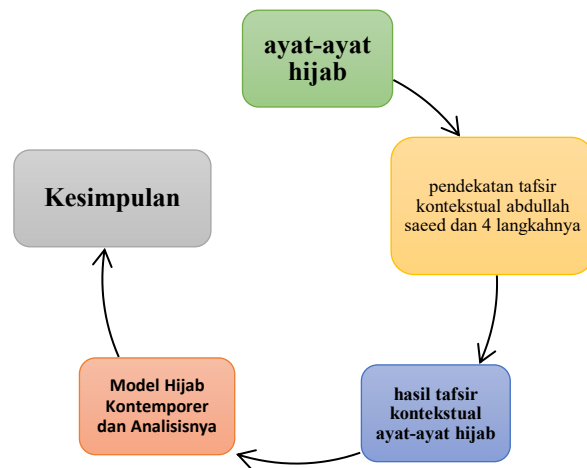 ayat-ayat
hijab
pendekatan tafsir
kontekstual abdullah
saeed dan 4 langkahnya
hasil tafsir
kontekstual
ayat-ayat hijab
Model Hijab
Kontemporer
dan Analisisnya
Kesimpulan